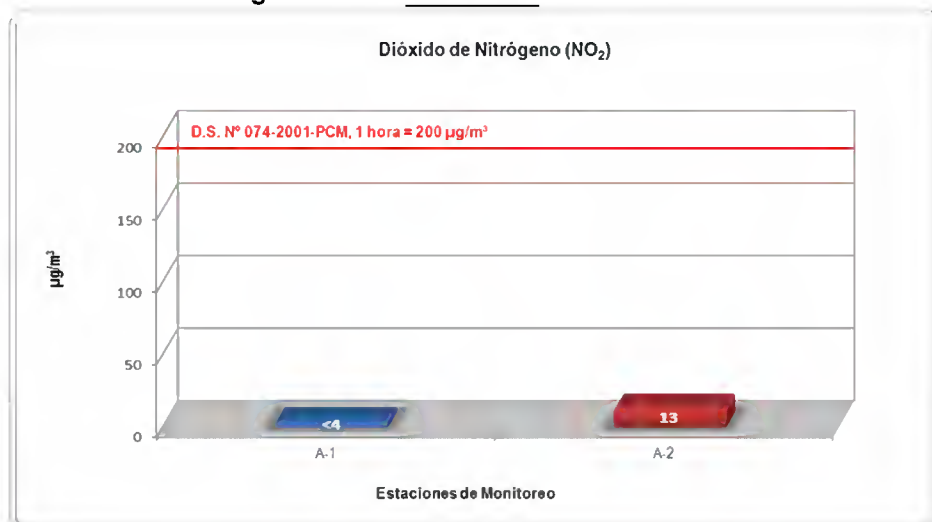 Dióxido de Nitrógeno (NO₂)
D.S. Nº 074-2001-PCM, 1 hora = 200 µg/m³
200
150
100
50
0
µg/m³
<4
13
A-1
A-2
Estaciones de Monitoreo